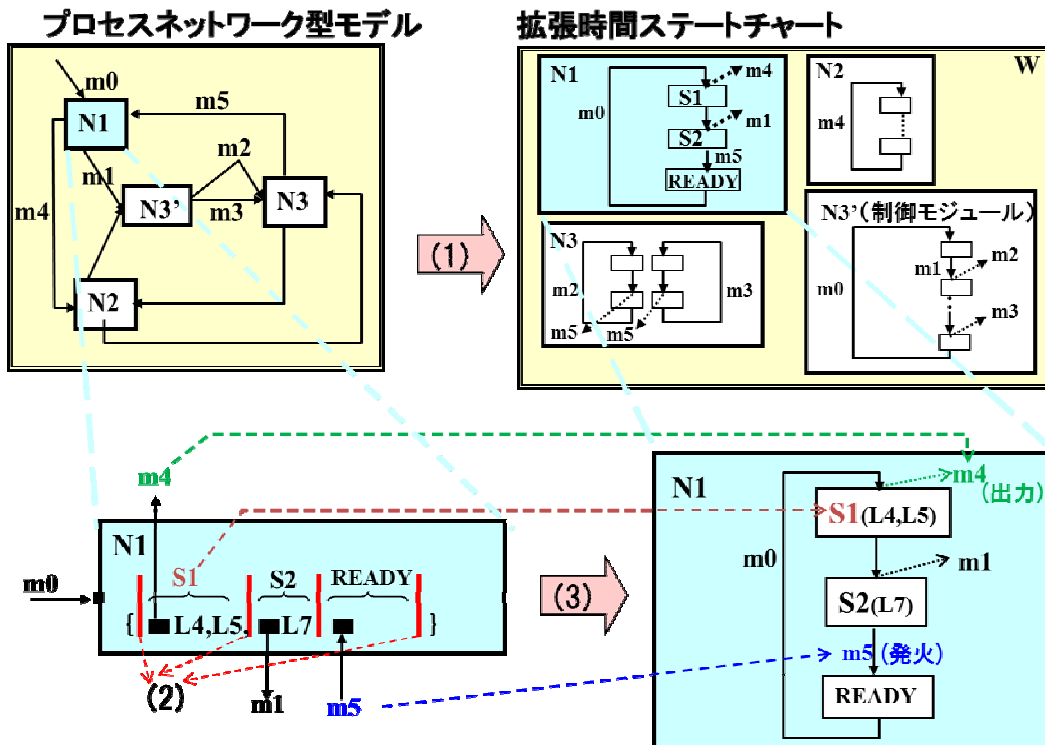 プロセスネットワーク型モデル
拡張時間ステートチャート
m0
m5
N1
m2
m1
m4
N3'
m3
N3
N2
(1)
W
N1
m4
S1
m0
m1
S2
m5
READY
N2
m4
N3
m2
m3
m5
m5
N3'(制御モジュール)
m1
m2
m0
m3
m4
N1
m0
S1
S2
READY
{ L4,L5, L7 }
(2)
m1
m5
(3)
N1
m4
(出力)
S1(L4,L5)
m0
m1
S2(L7)
m5 (発火)
READY